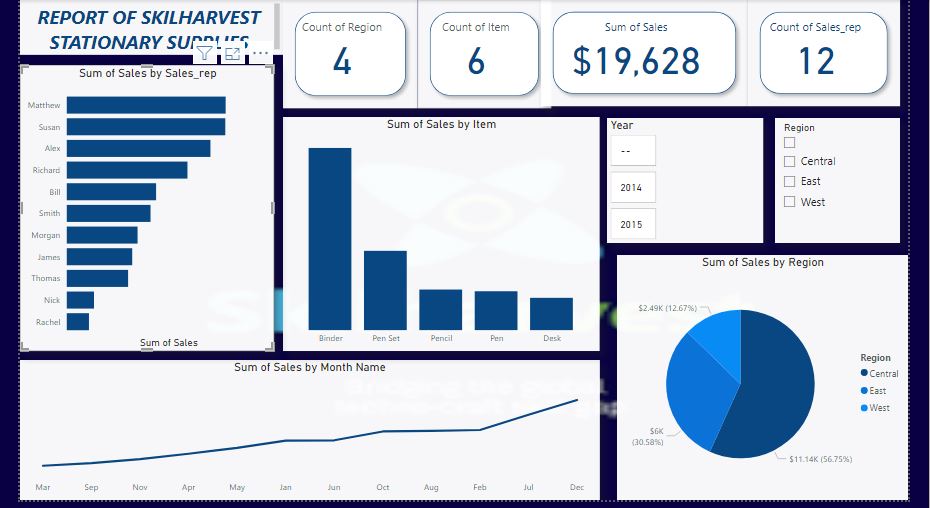 REPORT OF SKILHARVEST
STATIONARY SUPPLIES
Count of Region
4
Count of Item
6
Sum of Sales
$19,628
Count of Sales_rep
12
Sum of Sales by Sales_rep
Matthew
Susan
Alex
Richard
Bill
Smith
Morgan
James
Thomas
Nick
Rachel
Sum of Sales
Sum of Sales by Item
Binder
Pen Set
Pencil
Pen
Desk
Year
--
2014
2015
Region
Central
East
West
Sum of Sales by Region
$2.49K (12.67%)
$6K
(30.58%)
$11.14K (56.75%)
Region
Central
East
West
Sum of Sales by Month Name
Mar
Sep
Nov
Apr
May
Jan
Jun
Oct
Aug
Feb
Jul
Dec
Bridging the global